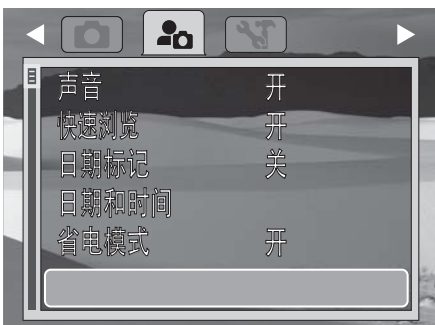 声音 开
快速浏览 开
日期标记 关
日期和时间
省电模式 开